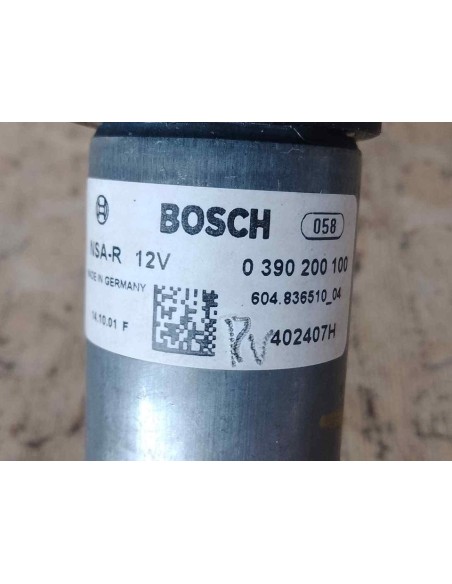 BOSCH 058
NSA-R 12V 0 390 200 100
MADE IN GERMANY 604.836510_04
14.10.01 F 402407H